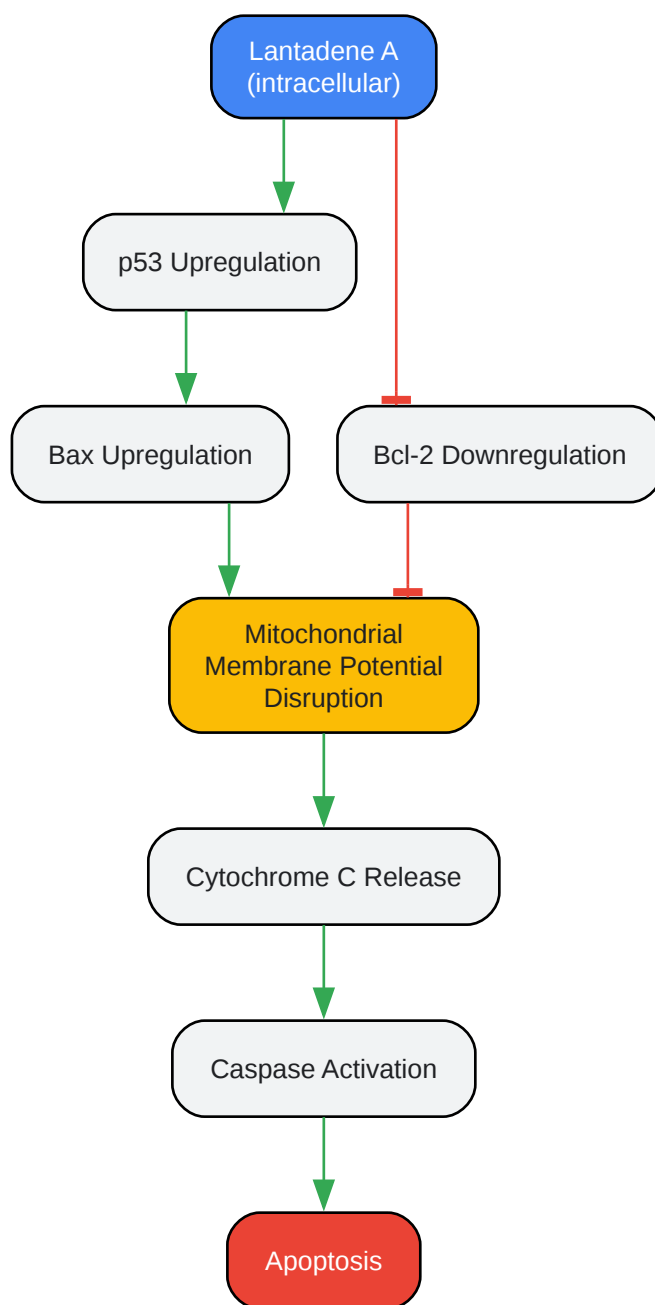 Lantadene A
(intracellular)
p53 Upregulation
Bax Upregulation
Bcl-2 Downregulation
Mitochondrial
Membrane Potential
Disruption
Cytochrome C Release
Caspase Activation
Apoptosis